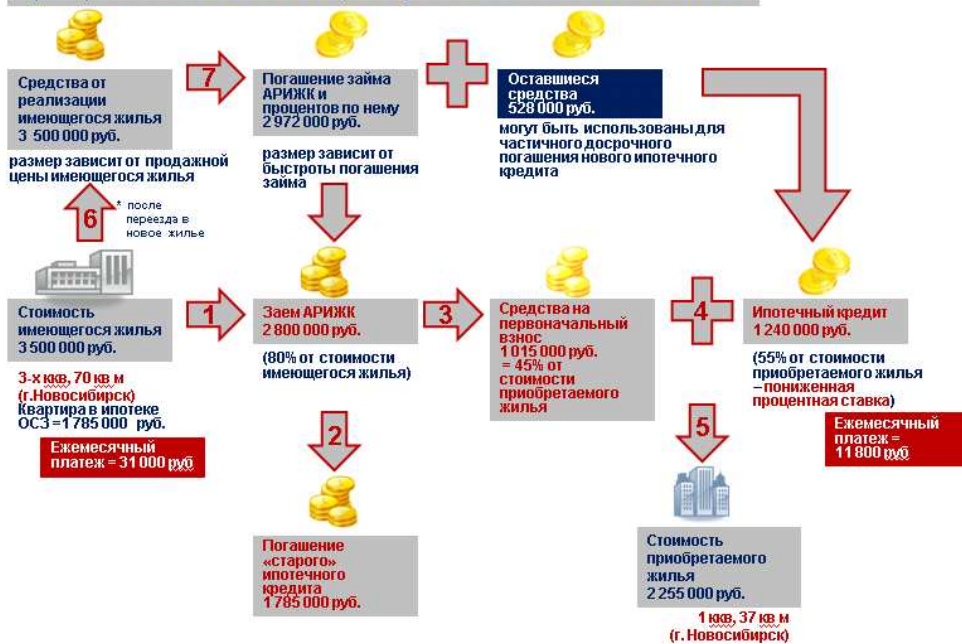 7
Средства от
реализации
имеющегося жилья
3 500 000 руб.
размер зависит от продажной
цены имеющегося жилья
Погашение займа
АРИЖК и
процентов по нему
2 972 000 руб.
размер зависит от
быстроты погашения
займа
Оставшиеся
средства
528 000 руб.
могут быть использованы для
частичного досрочного
погашения нового ипотечного
кредита
6
* после
переезда в
новое жилье
Стоимость
имеющегося жилья
3 500 000 руб.
3-х ккв, 70 кв м
(г.Новосибирск)
Квартира в ипотеке
ОСЗ =1 785 000 руб.
Ежемесячный
платеж = 31 000 руб
1
Заем АРИЖК
2 800 000 руб.
(80% от стоимости
имеющегося жилья)
3
Средства на
первоначальный
взнос
1 015 000 руб.
= 45% от
стоимости
приобретаемого
жилья
4
Ипотечный кредит
1 240 000 руб.
(55% от стоимости
приобретаемого жилья
– пониженная
процентная ставка)
Ежемесячный
платеж =
11 800 руб
2
Погашение
«старого»
ипотечного
кредита
1 785 000 руб.
5
Стоимость
приобретаемого
жилья
2 255 000 руб.
1 ккв, 37 кв м
(г. Новосибирск)